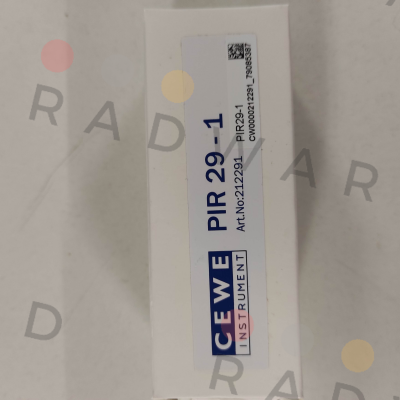 CEWE
INSTRUMENT
PIR 29 - 1
Art.No:212291 PIR29-1
CW0000212291_79085387
RADWAR
D
RADWAR